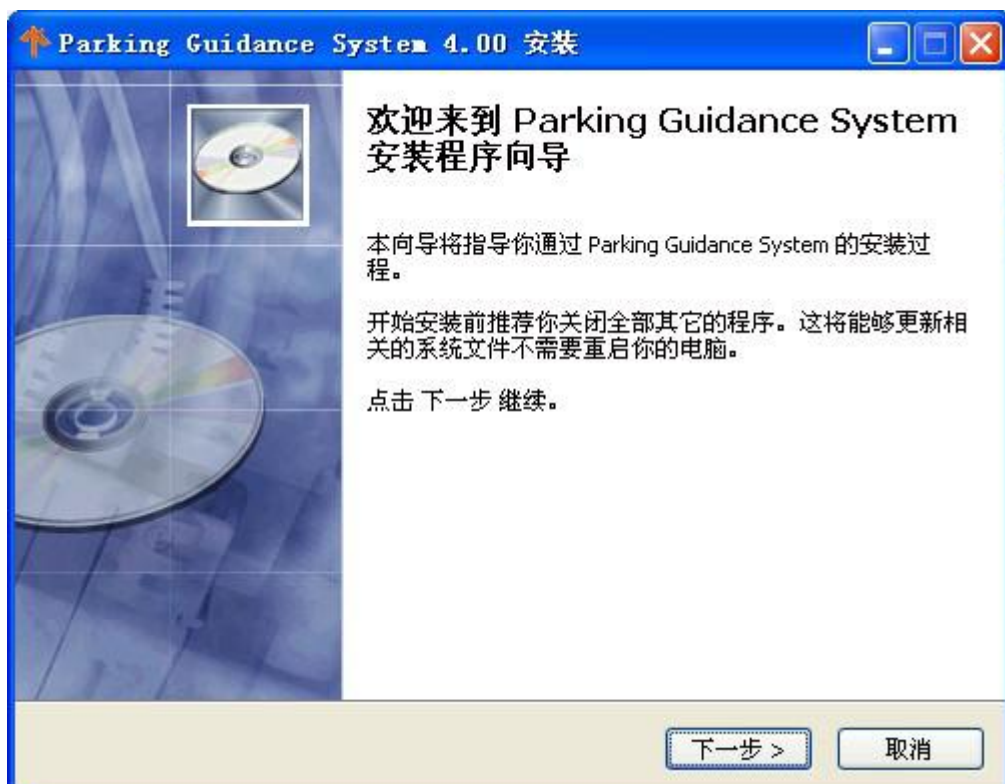 Parking Guidance System 4.00 安装
欢迎来到 Parking Guidance System
安装程序向导
本向导将指导你通过 Parking Guidance System 的安装过
程。
开始安装前推荐你关闭全部其它的程序。这将能够更新相
关的系统文件不需要重启你的电脑。
点击 下一步 继续。
下一步 >
取消